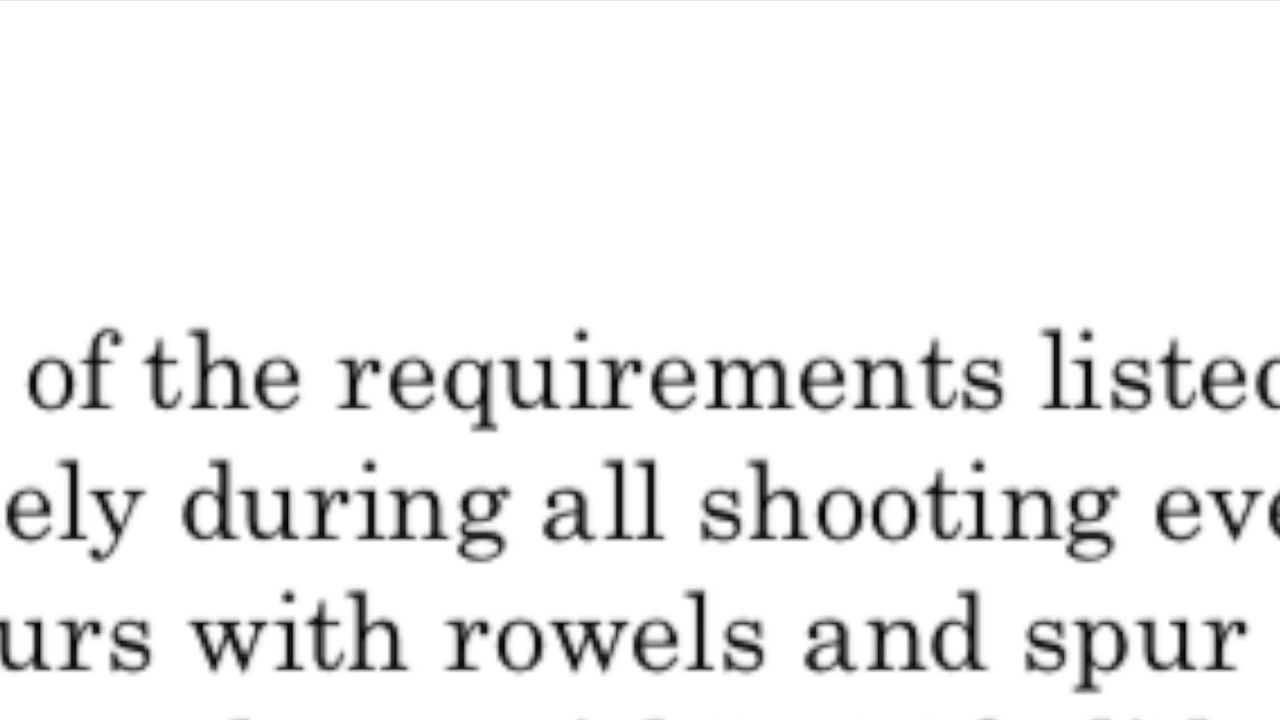 of the requirements listed
ely during all shooting eve
urs with rowels and spur